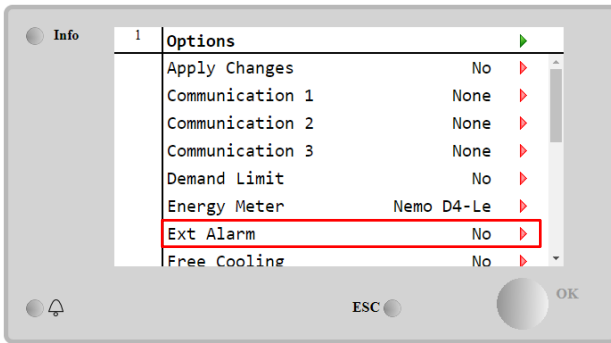 Info
1 Options
Apply Changes No
Communication 1 None
Communication 2 None
Communication 3 None
Demand Limit No
Energy Meter Nemo D4-Le
Ext Alarm No
Free Cooling No
ESC
OK